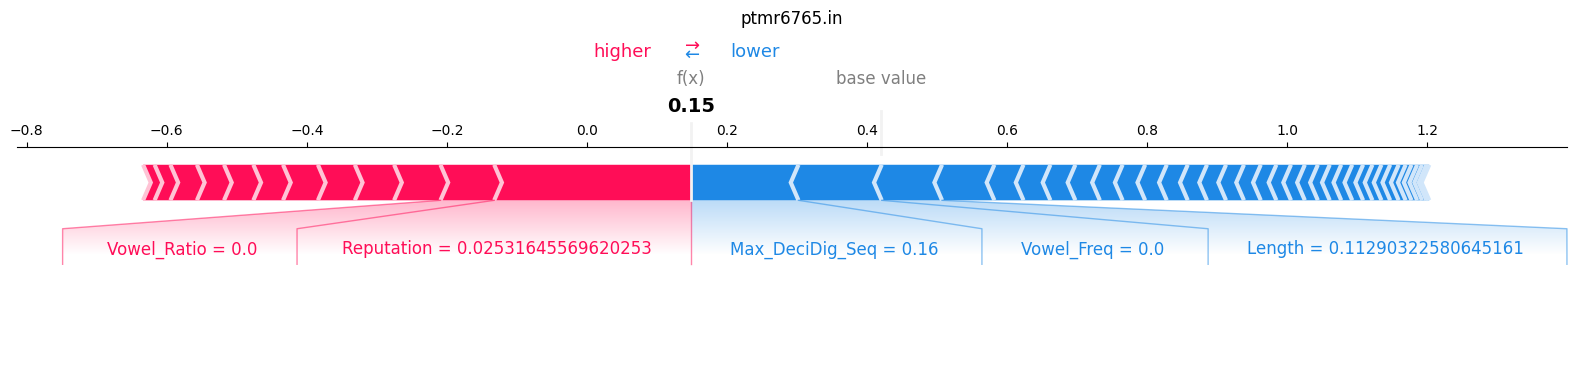 ptmr6765.in
higher → ← lower
f(x) base value
0.15
−0.8 −0.6 −0.4 −0.2 0.0 0.2 0.4 0.6 0.8 1.0 1.2
Vowel_Ratio = 0.0 Reputation = 0.02531645569620253 Max_DeciDig_Seq = 0.16 Vowel_Freq = 0.0 Length = 0.11290322580645161